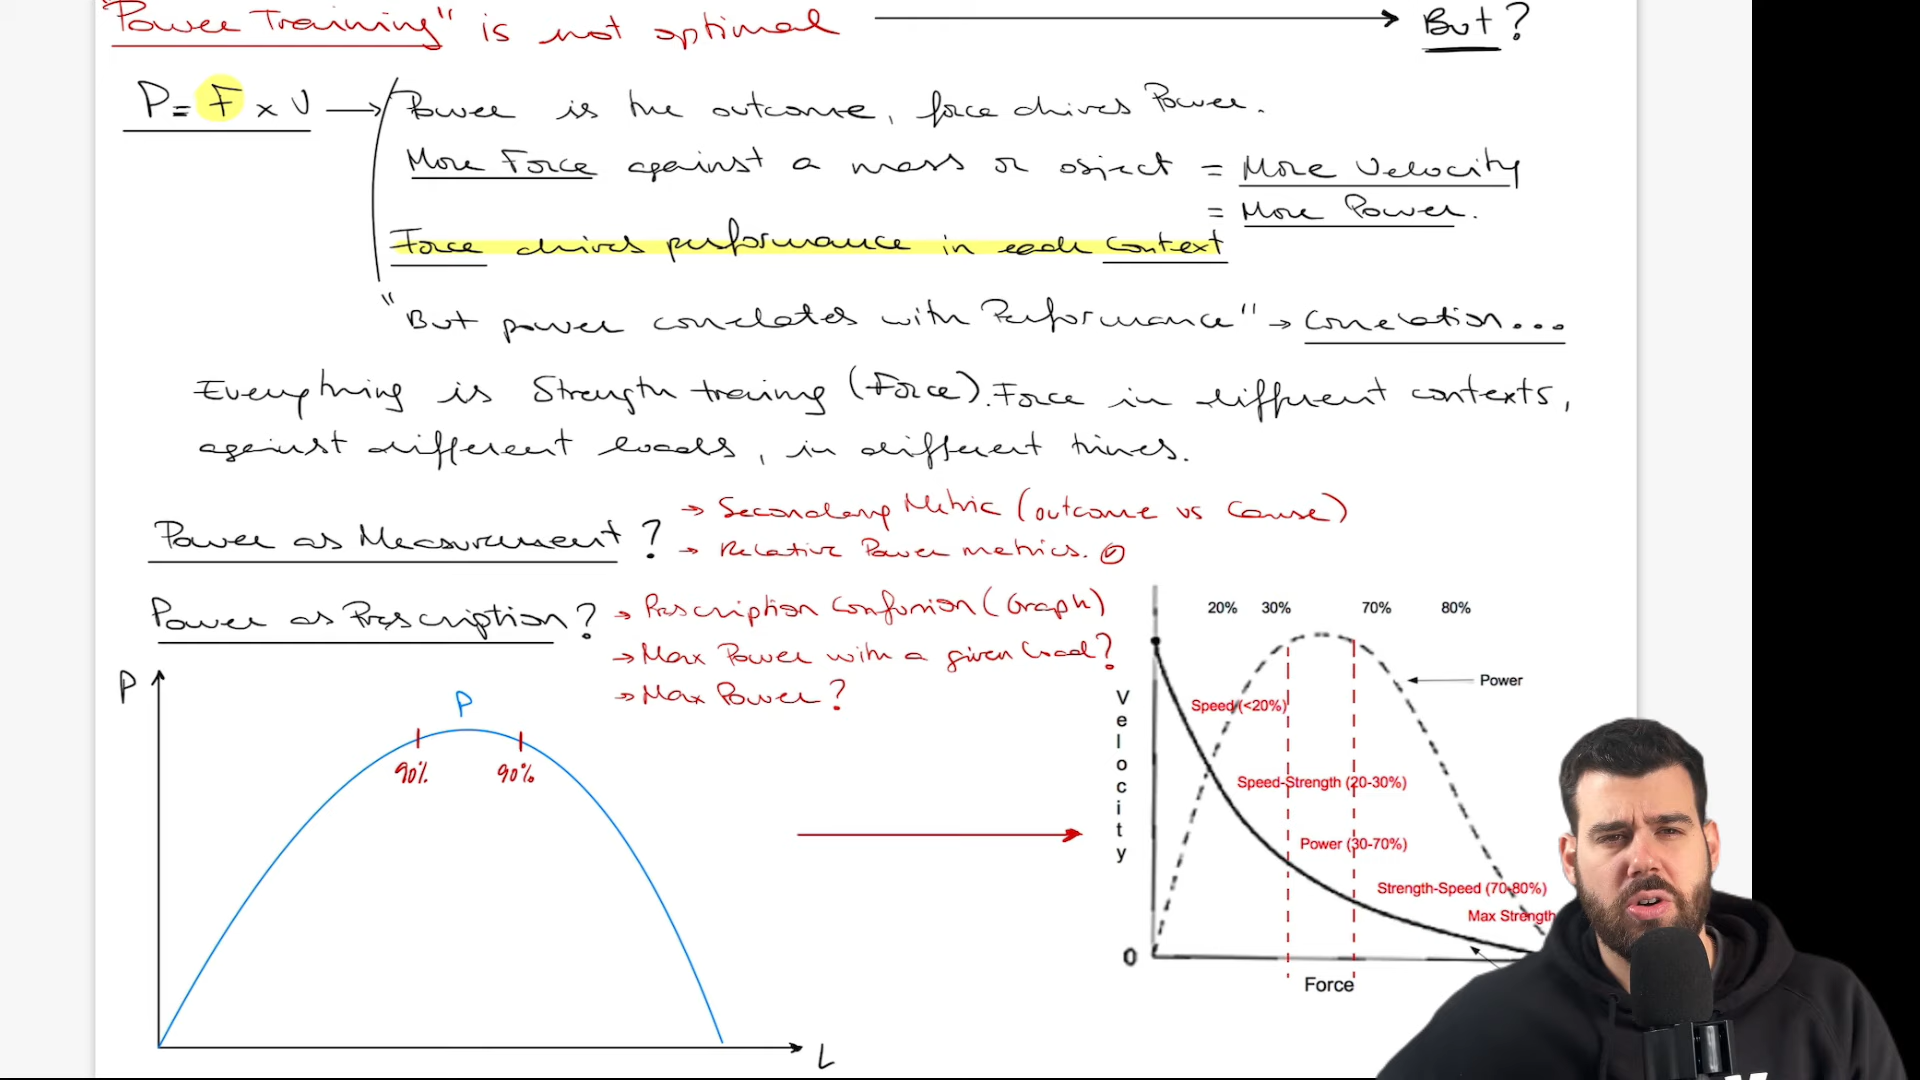 "Power Training" is not optimal
But?
P = F x V → Power is the outcome, force drives Power.
More Force against a mass or object = More Velocity
= More Power.
Force drives performance in each context
"But power correlates with Performance" → correlation...
Everything is Strength training (Force). Force in different contexts,
against different loads, in different times.
Power as Measurement?
→ Secondary Metric (outcome vs Cause)
→ Relative Power metrics.
Power as Prescription?
→ Prescription Confusion (Graph)
→ Max Power with a given Load?
→ Max Power?
P
P
90%
90%
L
20% 30% 70% 80%
Power
Velocity
Speed (<20%)
Speed-Strength (20-30%)
Power (30-70%)
Strength-Speed (70-80%)
Max Strength
0
Force